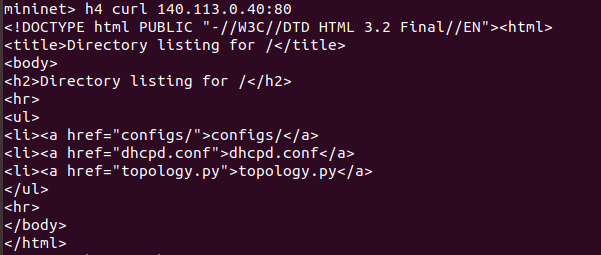 mininet> h4 curl 140.113.0.40:80
<!DOCTYPE html PUBLIC "-//W3C//DTD HTML 3.2 Final//EN"><html>
<title>Directory listing for /</title>
<body>
<h2>Directory listing for /</h2>
<hr>
<ul>
<li><a href="configs/">configs/</a>
<li><a href="dhcpd.conf">dhcpd.conf</a>
<li><a href="topology.py">topology.py</a>
</ul>
<hr>
</body>
</html>